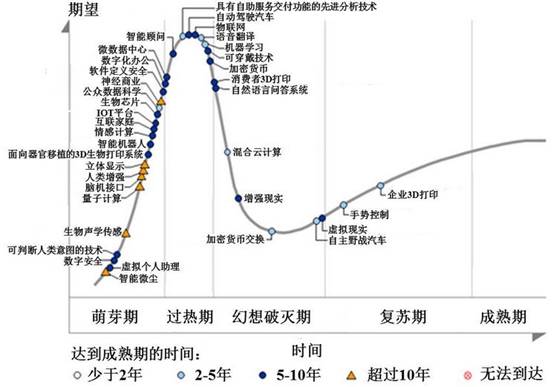 期望
具有自助服务交付功能的先进分析技术
自动驾驶汽车
物联网
智能顾问
语音翻译
机器学习
微数据中心
可穿戴技术
数字化办公
加密货币
软件定义安全
消费者3D打印
神经商业
自然语言问答系统
公众数据科学
生物芯片
IOT平台
互联家庭
情感计算
智能机器人
混合云计算
面向器官移植的3D生物打印系统
立体显示
人类增强
脑机接口
量子计算
增强现实
企业3D打印
手势控制
生物声学传感
加密货币交换
虚拟现实
自主野战汽车
可判断人类意图的技术
数字安全
虚拟个人助理
智能微尘
萌芽期
过热期
幻想破灭期
复苏期
成熟期
达到成熟期的时间:
时间
少于2年
2-5年
5-10年
超过10年
无法到达